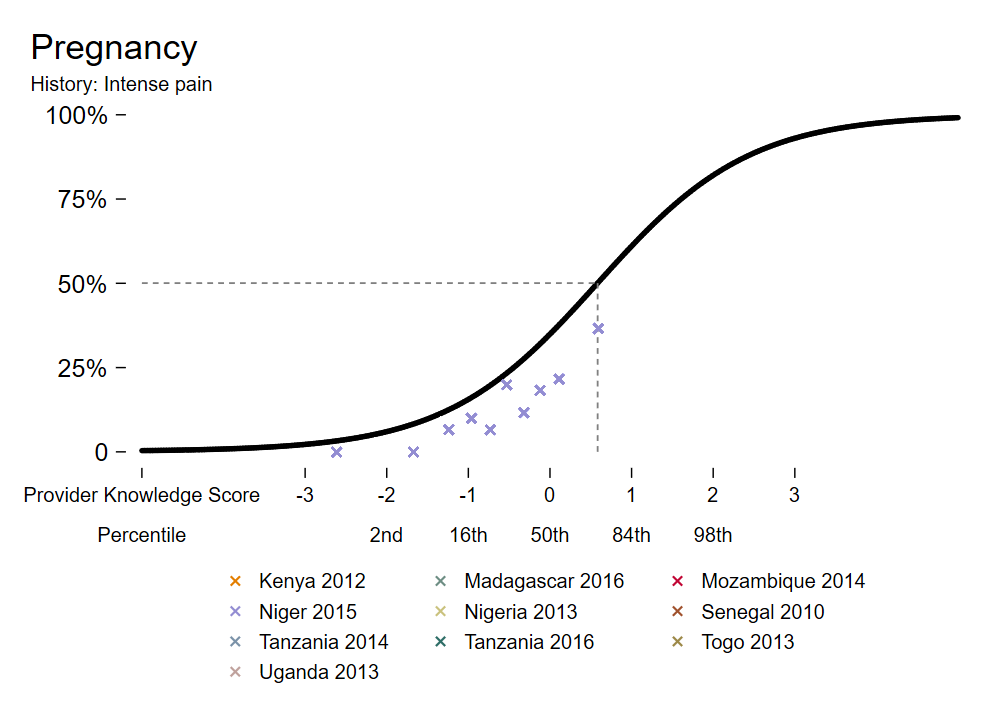 Pregnancy
History: Intense pain
100%
75%
50%
25%
0
Provider Knowledge Score -3 -2 -1 0 1 2 3
Percentile 2nd 16th 50th 84th 98th
Kenya 2012 Madagascar 2016 Mozambique 2014
Niger 2015 Nigeria 2013 Senegal 2010
Tanzania 2014 Tanzania 2016 Togo 2013
Uganda 2013